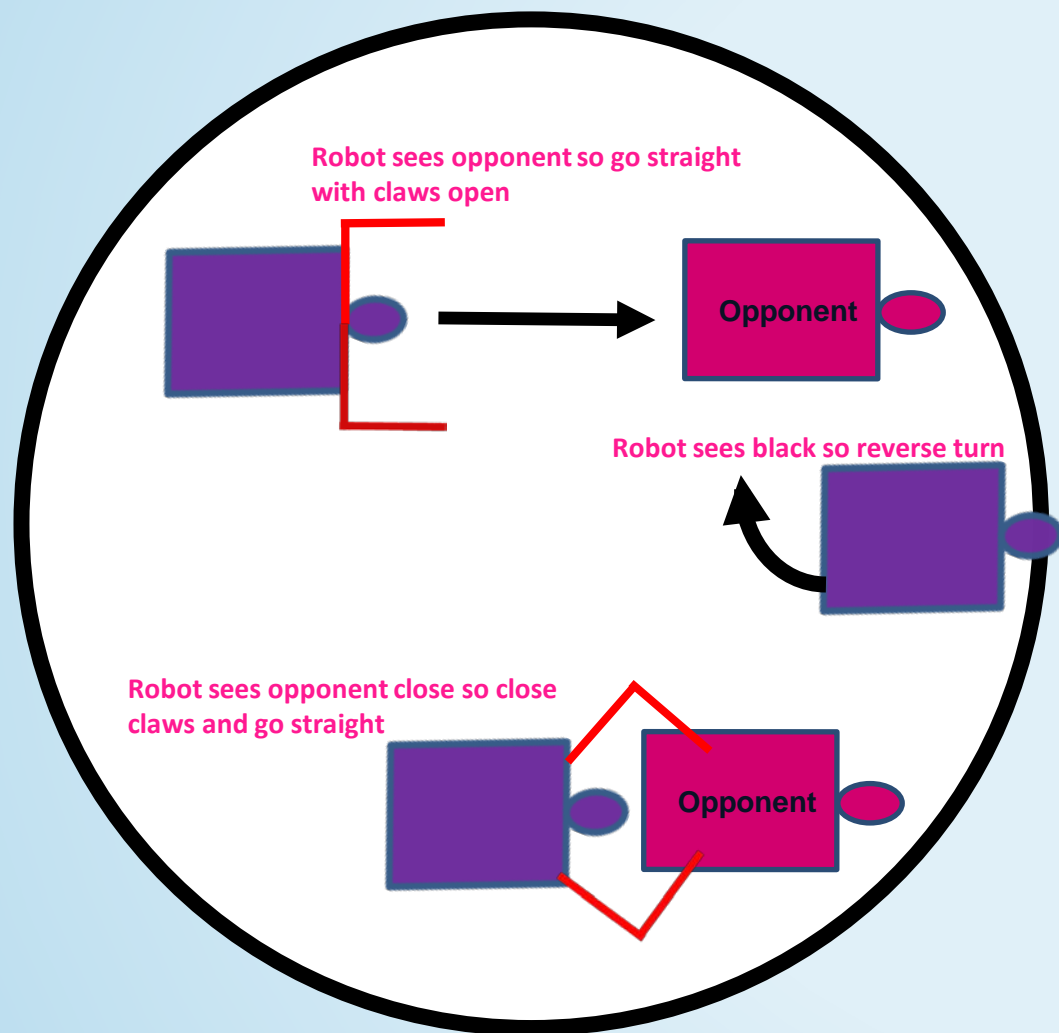 Robot sees opponent so go straight
with claws open
Opponent
Robot sees black so reverse turn
Robot sees opponent close so close
claws and go straight
Opponent